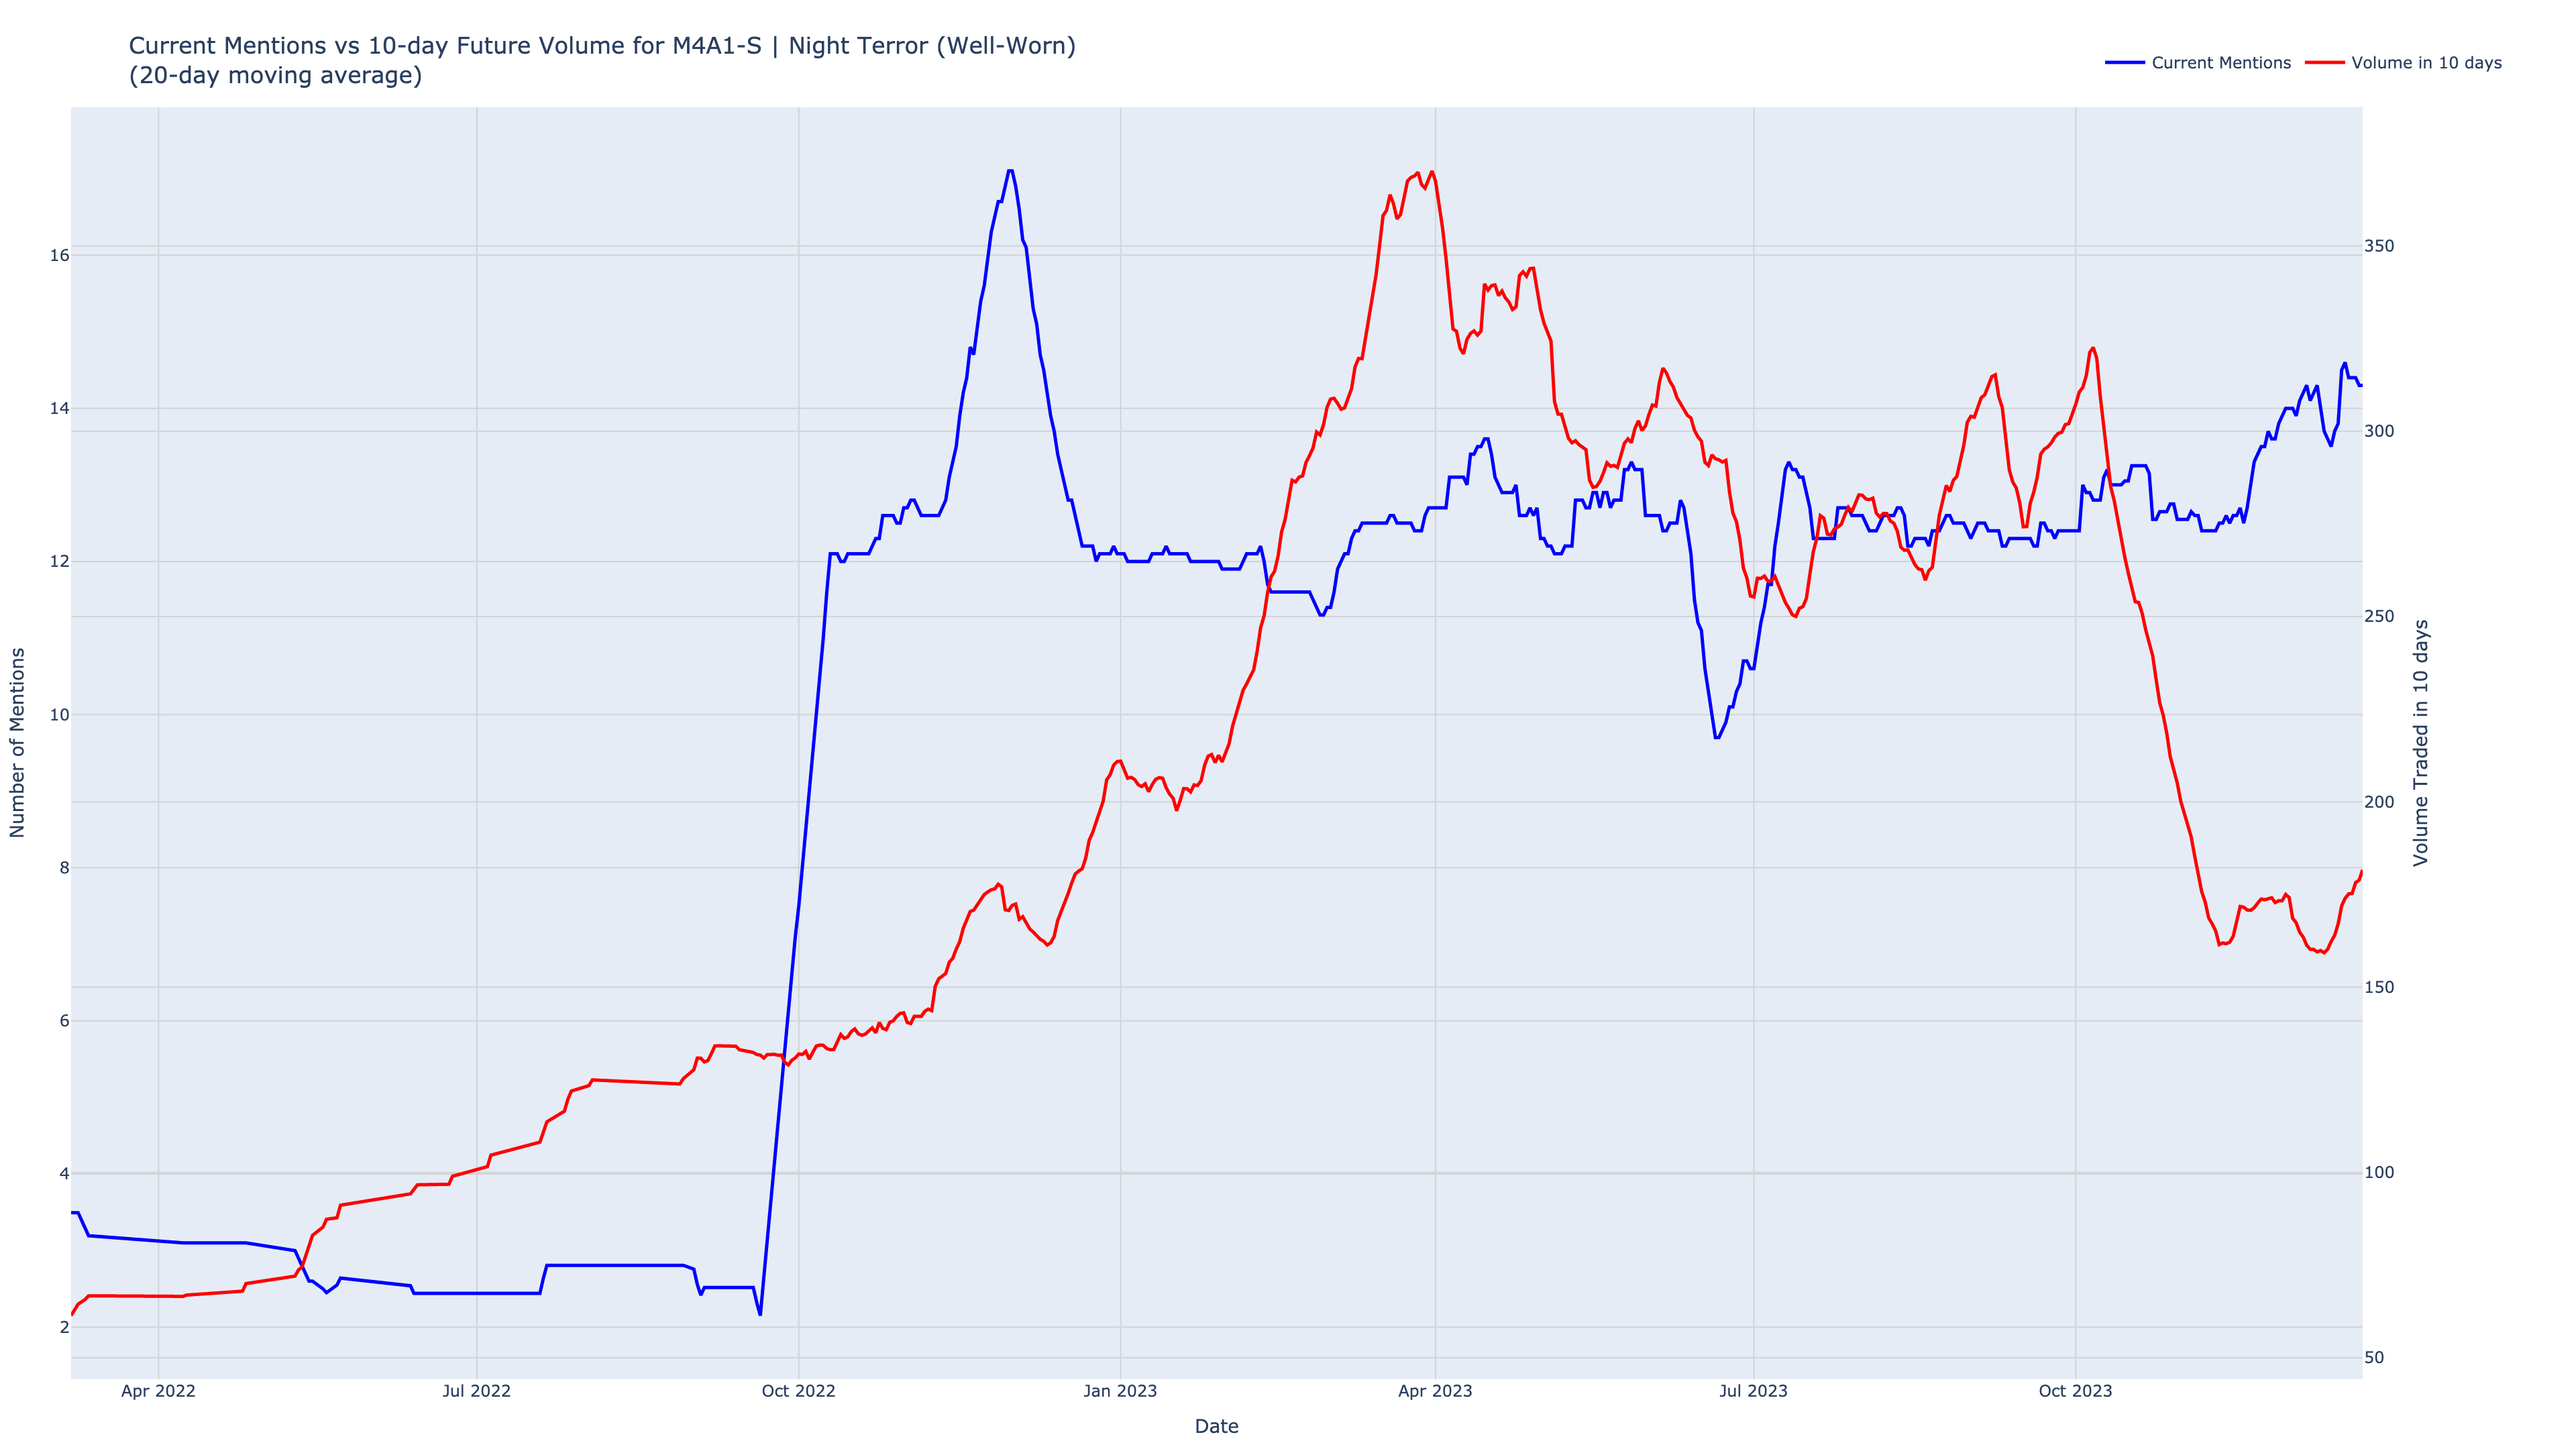 Current Mentions vs 10-day Future Volume for M4A1-S | Night Terror (Well-Worn)
(20-day moving average)
Current Mentions
Volume in 10 days
16
14
12
10
8
6
4
2
Number of Mentions
350
300
250
200
150
100
50
Volume Traded in 10 days
Apr 2022
Jul 2022
Oct 2022
Jan 2023
Apr 2023
Jul 2023
Oct 2023
Date